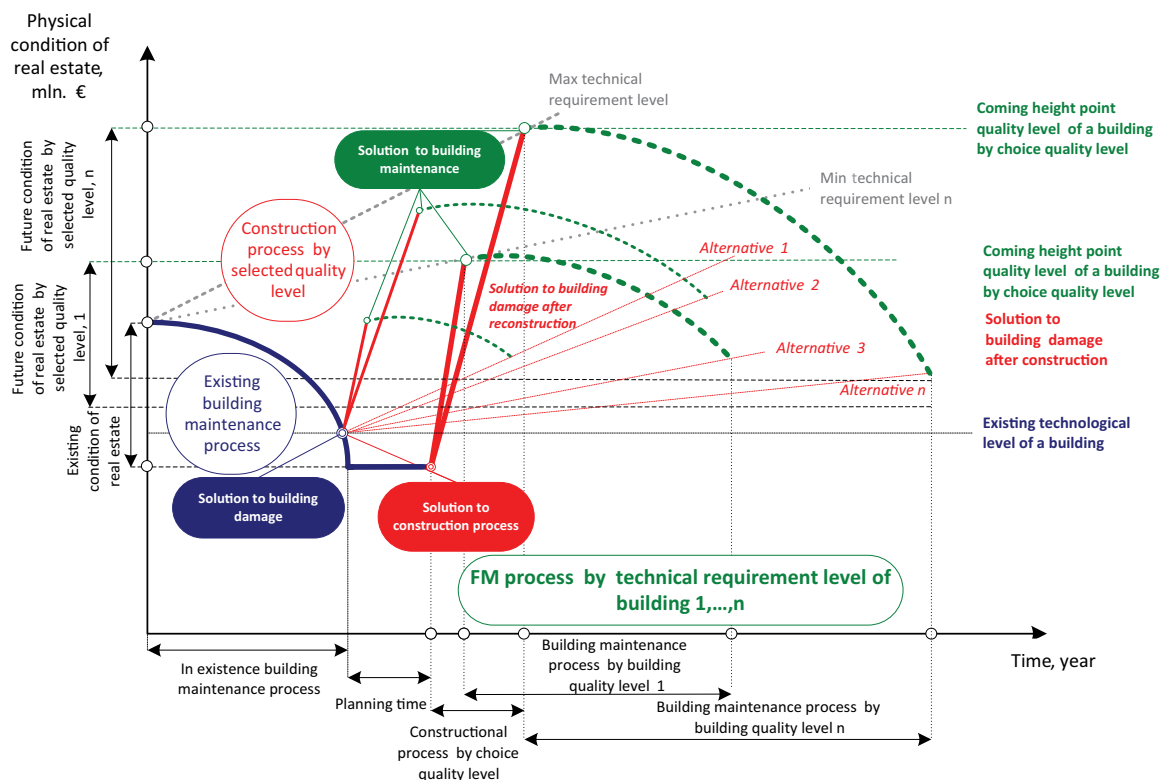 Physical
condition of
real estate,
mln. €
Max technical
requirement level
Coming height point
quality level of a building
by choice quality level
Solution to building
maintenance
Future condition
of real estate by
selected quality
level, n
Min technical
requirement level n
Construction
process by
selected quality
level
Alternative 1
Coming height point
quality level of a building
by choice quality level
Solution to building
damage after
reconstruction
Alternative 2
Future condition
of real estate by
selected quality
level, 1
Solution to
building damage
after construction
Alternative 3
Existing
building
maintenance
process
Alternative n
Existing technological
level of a building
Existing
condition of
real estate
Solution to building
damage
Solution to
construction process
FM process by technical requirement level of
building 1,...,n
In existence building
maintenance process
Building maintenance
process by building
quality level 1
Time, year
Planning time
Building maintenance process by
building quality level n
Constructional
process by choice
quality level